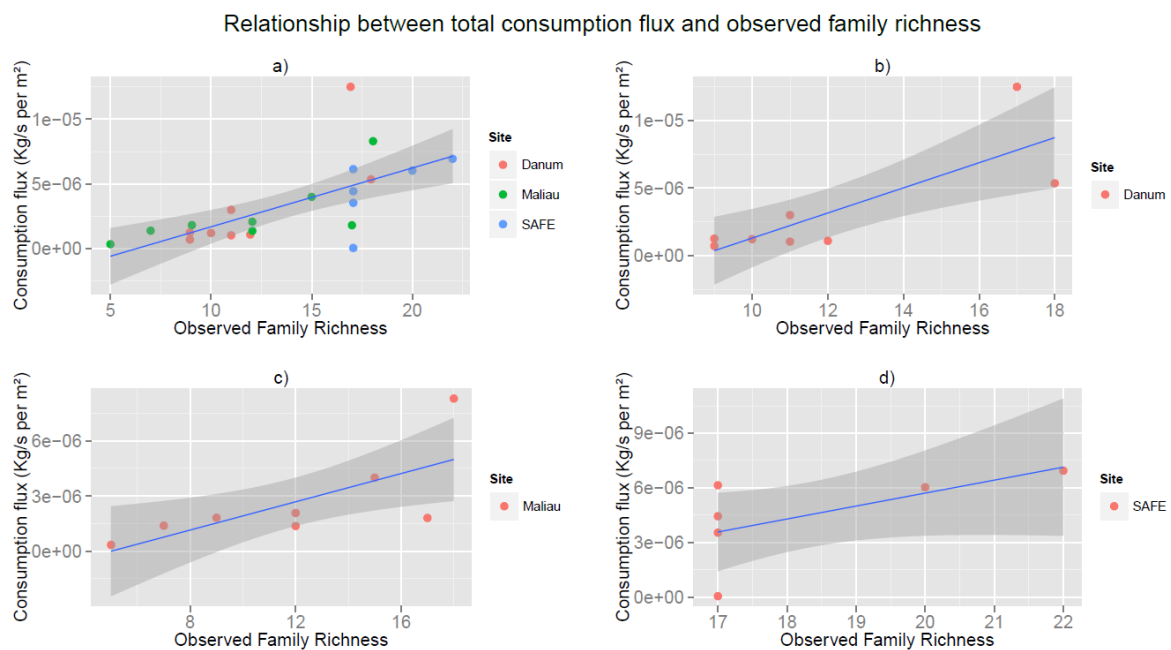 Relationship between total consumption flux and observed family richness
a)
Consumption flux (Kg/s per m²)
1e−05
5e−06
0e+00
5
10
15
20
Observed Family Richness
Site
Danum
Maliau
SAFE
b)
Consumption flux (Kg/s per m²)
1e−05
5e−06
0e+00
10
12
14
16
18
Observed Family Richness
Site
Danum
c)
Consumption flux (Kg/s per m²)
6e−06
3e−06
0e+00
8
12
16
Observed Family Richness
Site
Maliau
d)
Consumption flux (Kg/s per m²)
9e−06
6e−06
3e−06
0e+00
17
18
19
20
21
22
Observed Family Richness
Site
SAFE